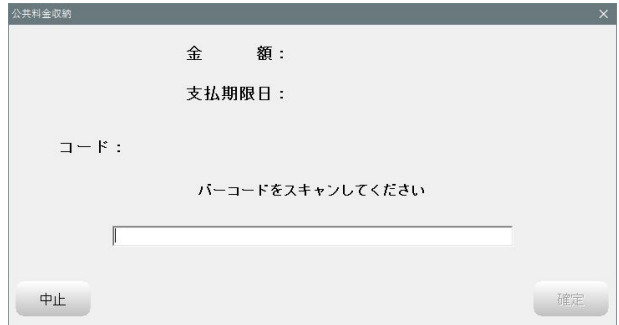 公共料金収納 ×
金 額：
支払期限日：
コード：
バーコードをスキャンしてください
中止 確定